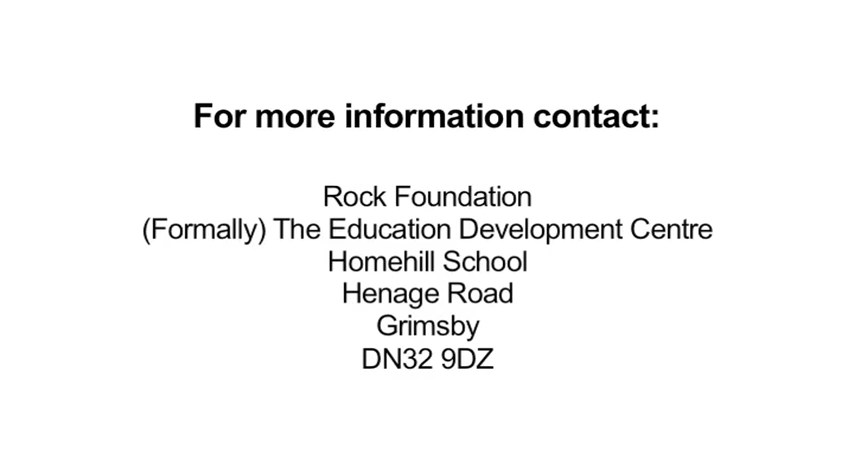 For more information contact:
Rock Foundation
(Formally) The Education Development Centre
Homehill School
Henage Road
Grimsby
DN32 9DZ